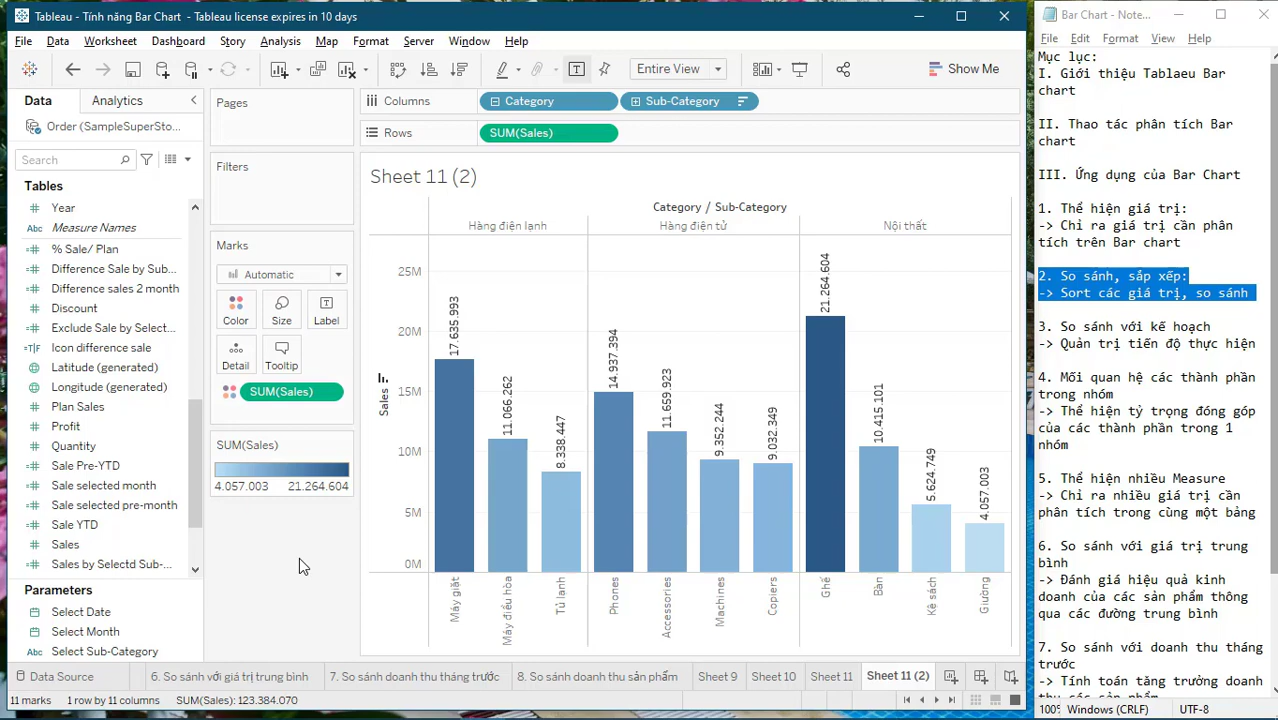 Tableau - Tính năng Bar Chart - Tableau license expires in 10 days
File Data Worksheet Dashboard Story Analysis Map Format Server Window Help
Entire View
Show Me
Data Analytics
Order (SampleSuperSto...
Search
Tables
Year
Measure Names
% Sale/ Plan
Difference Sale by Sub...
Difference sales 2 month
Discount
Exclude Sale by Select...
Icon difference sale
Latitude (generated)
Longitude (generated)
Plan Sales
Profit
Quantity
Sale Pre-YTD
Sale selected month
Sale selected pre-month
Sale YTD
Sales
Sales by Selectd Sub-...
Parameters
Select Date
Select Month
Select Sub-Category
Pages
Filters
Marks
Automatic
Color Size Label
Detail Tooltip
SUM(Sales)
SUM(Sales)
4.057.003 21.264.604
Columns Category Sub-Category
Rows SUM(Sales)
Sheet 11 (2)
Category / Sub-Category
Hàng điện lạnh Hàng điện tử Nội thất
Sales
25M
20M
15M
10M
5M
0M
17.635.993
11.066.262
8.338.447
14.937.394
11.659.923
9.352.244
9.032.349
21.264.604
10.415.101
5.624.749
4.057.003
Máy giặt
Máy điều hòa
Tủ lạnh
Phones
Accessories
Machines
Copiers
Ghế
Bàn
Kệ sách
Giường
Data Source 6. So sánh với giá trị trung bình 7. So sánh doanh thu tháng trước 8. So sánh doanh thu sản phẩm Sheet 9 Sheet 10 Sheet 11 Sheet 11 (2)
11 marks 1 row by 11 columns SUM(Sales): 123.384.070
Bar Chart - Note...
File Edit Format View Help
Mục lục:
I. Giới thiệu Tablaeu Bar
chart
II. Thao tác phân tích Bar
chart
III. Ứng dụng của Bar Chart
1. Thể hiện giá trị:
-> Chỉ ra giá trị cần phân
tích trên Bar chart
2. So sánh, sắp xếp:
-> Sort các giá trị, so sánh
3. So sánh với kế hoạch
-> Quản trị tiến độ thực hiện
4. Mối quan hệ các thành phần
trong nhóm
-> Thể hiện tỷ trọng đóng góp
của các thành phần trong 1
nhóm
5. Thể hiện nhiều Measure
-> Chỉ ra nhiều giá trị cần
phân tích trong cùng một bảng
6. So sánh với giá trị trung
bình
-> Đánh giá hiệu quả kinh
doanh của các sản phẩm thông
qua các đường trung bình
7. So sánh với doanh thu tháng
trước
-> Tính toán tăng trưởng doanh
thu các sản phẩm
100% Windows (CRLF) UTF-8